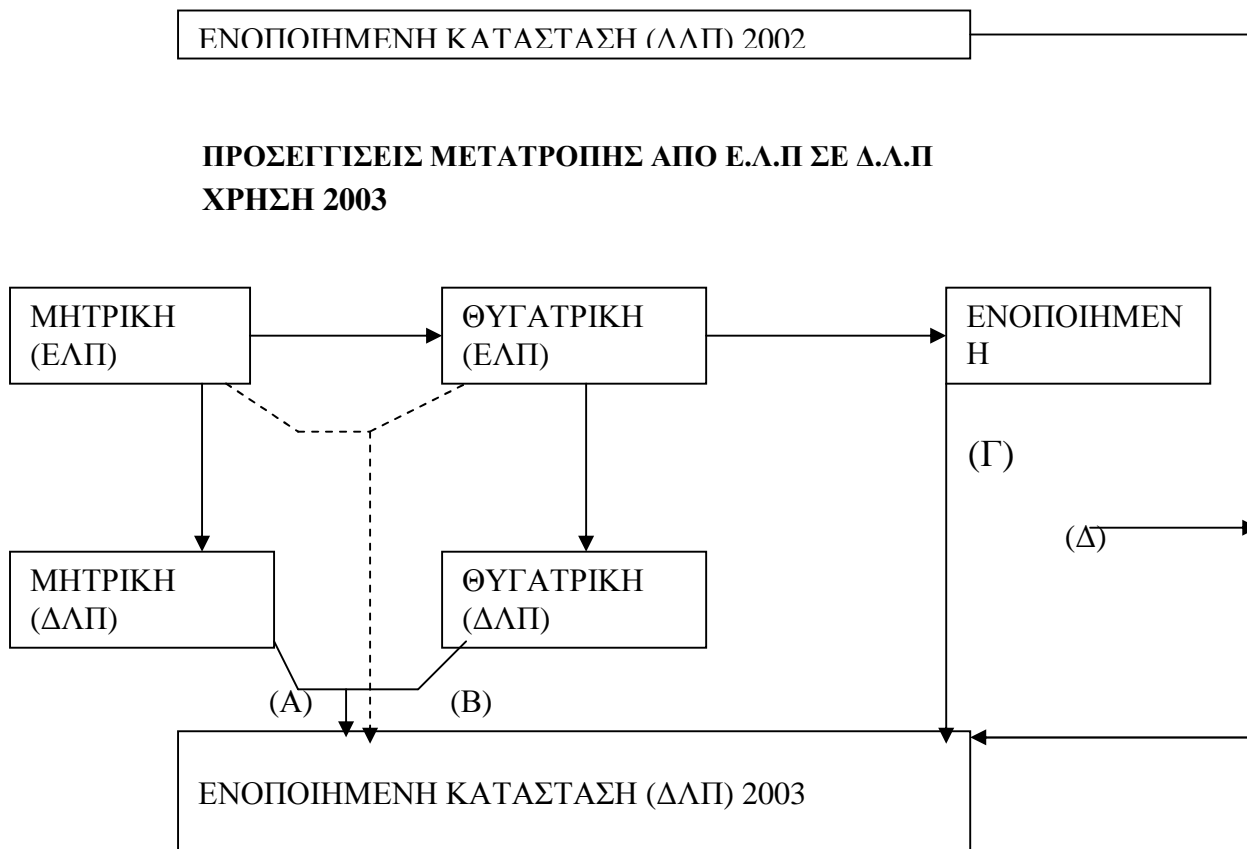 ΕΝΟΠΟΙΗΜΕΝΗ ΚΑΤΑΣΤΑΣΗ (ΔΛΠ) 2002
ΠΡΟΣΕΓΓΙΣΕΙΣ ΜΕΤΑΤΡΟΠΗΣ ΑΠΟ Ε.Λ.Π ΣΕ Δ.Λ.Π
ΧΡΗΣΗ 2003
ΜΗΤΡΙΚΗ
(ΕΛΠ)
ΘΥΓΑΤΡΙΚΗ
(ΕΛΠ)
ΕΝΟΠΟΙΗΜΕΝ
Η
(Γ)
(Δ)
ΜΗΤΡΙΚΗ
(ΔΛΠ)
ΘΥΓΑΤΡΙΚΗ
(ΔΛΠ)
(Α)
(Β)
ΕΝΟΠΟΙΗΜΕΝΗ ΚΑΤΑΣΤΑΣΗ (ΔΛΠ) 2003